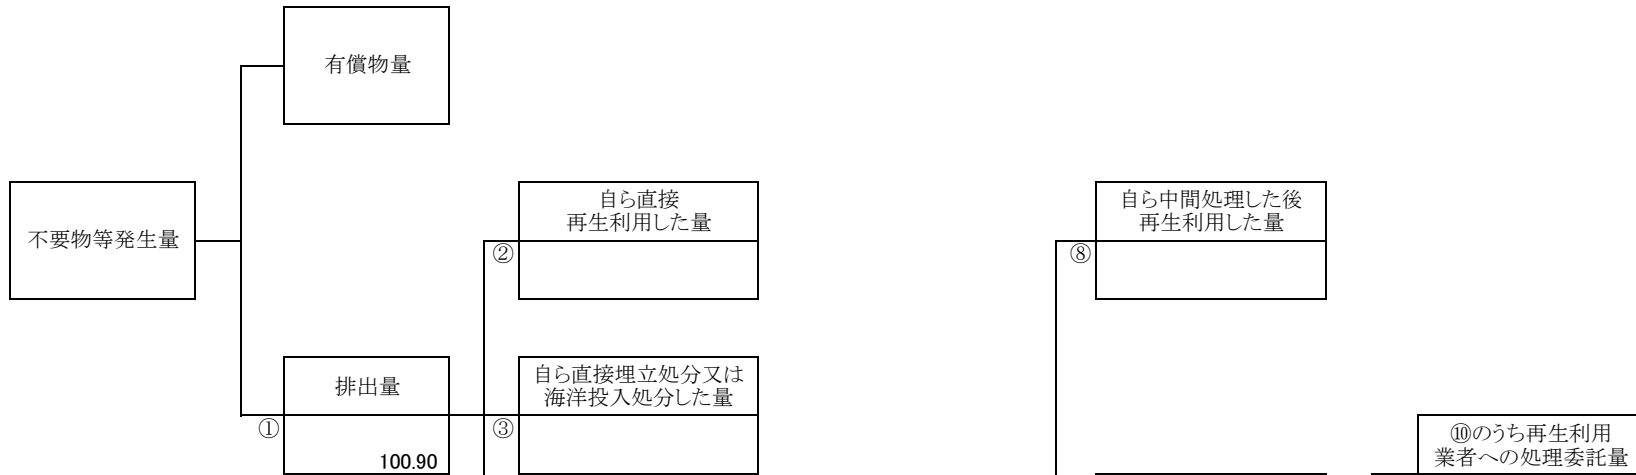 有償物量
不要物等発生量
自ら直接
再生利用した量
②
自ら中間処理した後
再生利用した量
⑧
排出量
①
100.90
自ら直接埋立処分又は
海洋投入処分した量
③
⑩のうち再生利用
業者への処理委託量